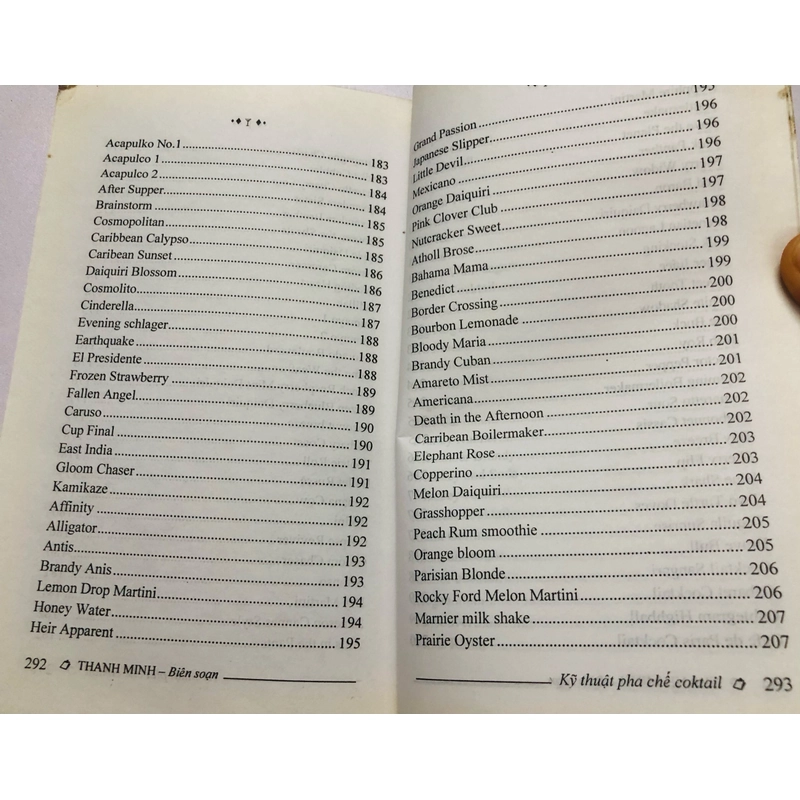 Acapulko No.1 ........ 183
Acapulco 1 ........ 183
Acapulco 2 ........ 184
After Supper ........ 184
Brainstorm ........ 185
Cosmopolitan ........ 185
Caribbean Calypso ........ 185
Caribean Sunset ........ 186
Daiquiri Blossom ........ 186
Cosmolito ........ 187
Cinderella ........ 187
Evening schlager ........ 188
Earthquake ........ 188
El Presidente ........ 188
Frozen Strawberry ........ 189
Fallen Angel ........ 189
Caruso ........ 190
Cup Final ........ 190
East India ........ 191
Gloom Chaser ........ 191
Kamikaze ........ 192
Affinity ........ 192
Alligator ........ 192
Antis ........ 193
Brandy Anis ........ 193
Lemon Drop Martini ........ 194
Honey Water ........ 194
Heir Apparent ........ 195
292 THANH MINH – Biên soạn
Grand Passion ........ 195
Japanese Slipper ........ 196
Little Devil ........ 196
Mexicano ........
Orange Daiquiri ........ 197
Pink Clover Club ........ 197
Nutcracker Sweet ........ 198
Atholl Brose ........ 198
Bahama Mama ........ 199
Benedict ........ 199
Border Crossing ........ 200
Bourbon Lemonade ........ 200
Bloody Maria ........ 200
Brandy Cuban ........ 201
Amareto Mist ........ 201
Americana ........ 202
Death in the Afternoon ........ 202
Carribean Boilermaker ........ 202
Elephant Rose ........ 203
Copperino ........ 203
Melon Daiquiri ........ 204
Grasshopper ........ 204
Peach Rum smoothie ........ 205
Orange bloom ........ 205
Parisian Blonde ........ 206
Rocky Ford Melon Martini ........ 206
Marnier milk shake ........ 207
Prairie Oyster ........ 207
Kỹ thuật pha chế coktail 293